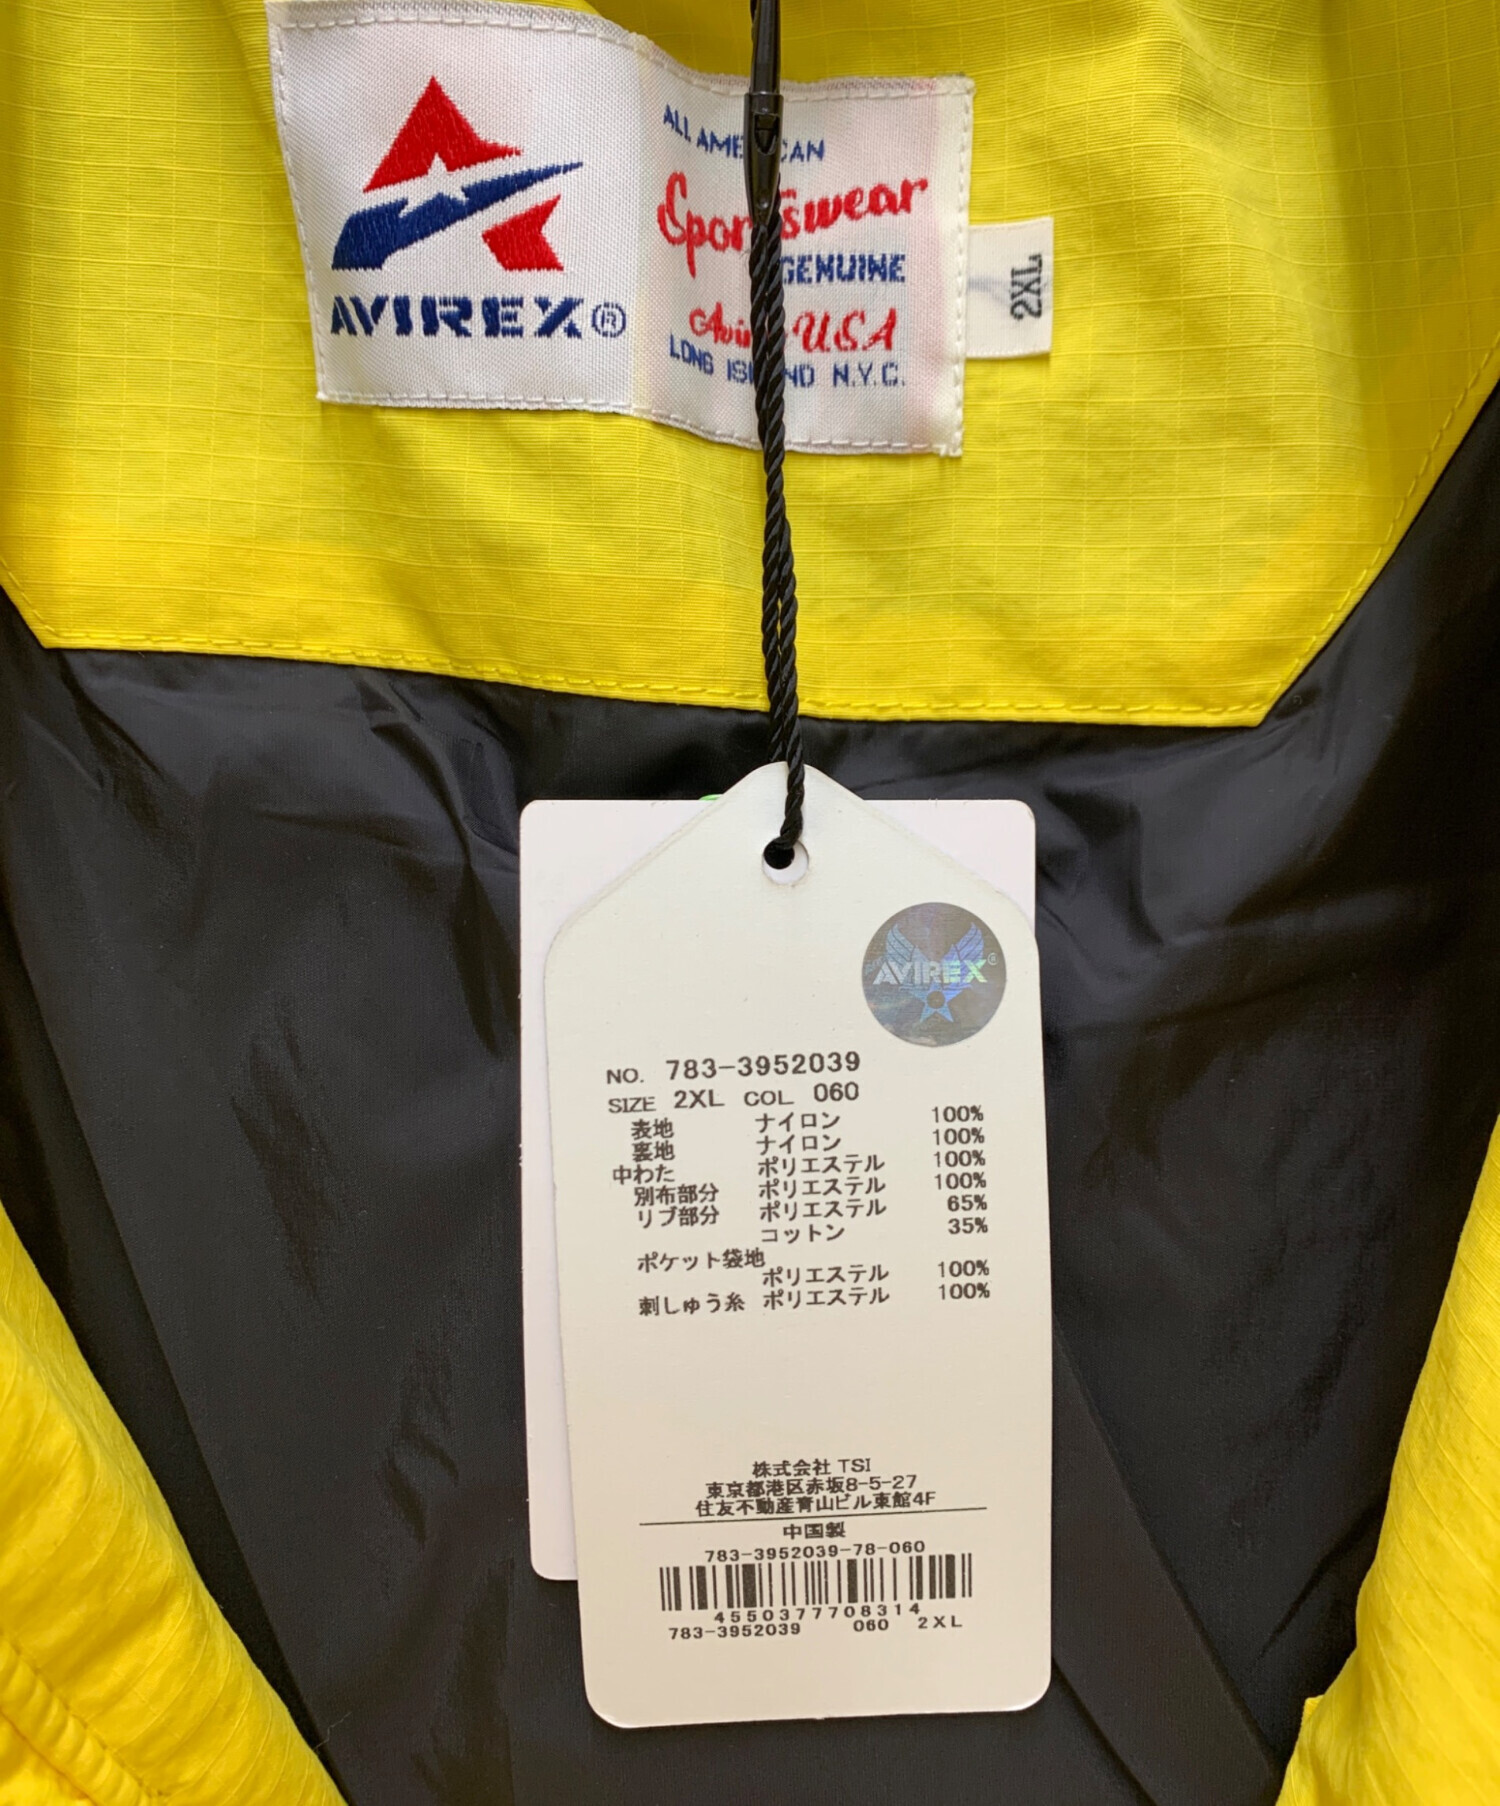 AVIREX®
ALL AME CAN
Sportswear
GENUINE
Avi USA
LONG IS ND N.Y.C.
2XL
AVIREX®
NO. 783-3952039
SIZE 2XL COL 060
表地 ナイロン 100%
裏地 ナイロン 100%
中わた ポリエステル 100%
別布部分 ポリエステル 100%
リブ部分 ポリエステル 65%
コットン 35%
ポケット袋地
ポリエステル 100%
刺しゅう糸 ポリエステル 100%
株式会社 TSI
東京都港区赤坂8-5-27
住友不動産青山ビル東館4F
中国製
783-3952039-78-060
4550377708314
783-3952039 060 2XL